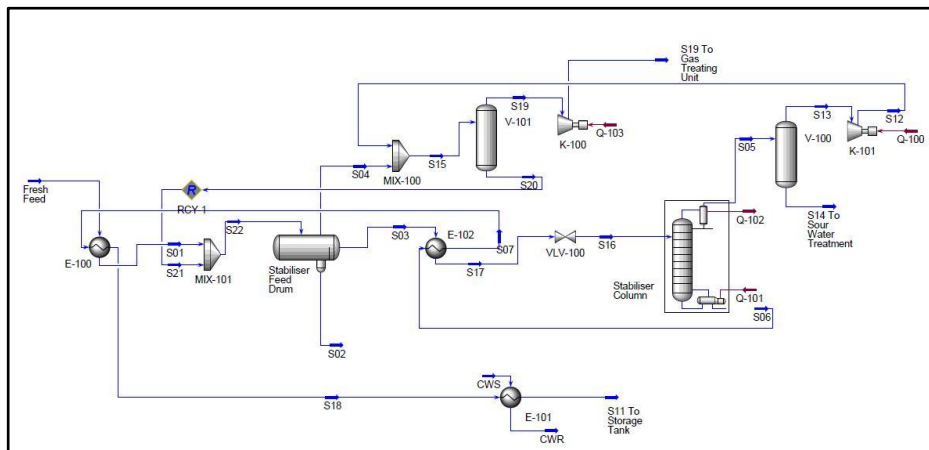 S19 To
Gas
Treating
Unit
S19
V-101
K-100
Q-103
S13
S12
V-100
K-101
Q-100
S05
S04
MIX-100
S15
S20
Fresh
Feed
RCY-1
S22
S03
E-102
S07
S16
Q-102
S14 To
Sour
Water
Treatment
E-100
S01
S21
MIX-101
Stabiliser
Feed
Drum
S17
VLV-100
Stabiliser
Column
Q-101
S06
S02
CWS
S18
E-101
S11 To
Storage
Tank
CWR